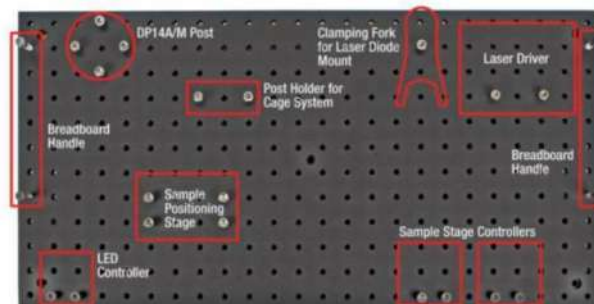 DP14A/M Post
Clamping Fork
for Laser Diode
Mount
Laser Driver
Post Holder for
Cage System
Breadboard
Handle
Breadboard
Handle
Sample
Positioning
Stage
Sample Stage Controllers
LED
Controller